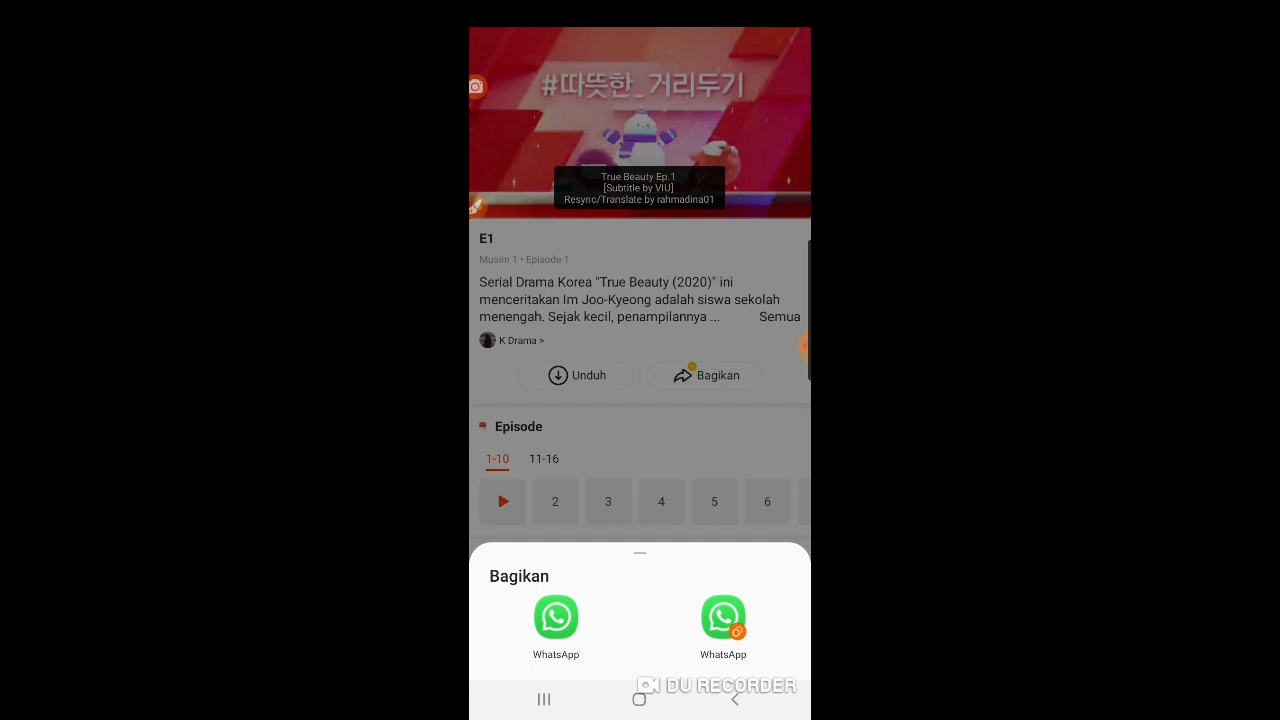 #따뜻한_거리두기
True Beauty Ep.1
[Subtitle by VIU]
Resync/Translate by rahmadina01
E1
Musim 1 • Episode 1
Serial Drama Korea "True Beauty (2020)" ini
menceritakan Im Joo-Kyeong adalah siswa sekolah
menengah. Sejak kecil, penampilannya ... Semua
K Drama >
Unduh Bagikan
Episode
1-10 11-16
2 3 4 5 6
Bagikan
WhatsApp WhatsApp
DU RECORDER